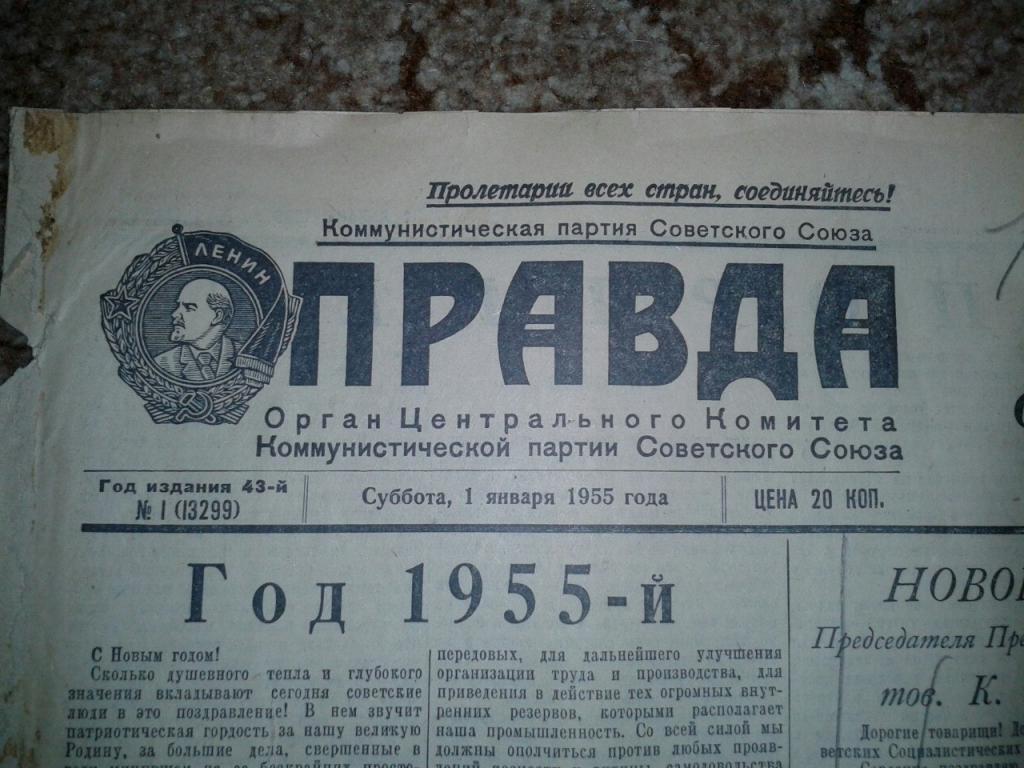 Пролетарии всех стран, соединяйтесь!
Коммунистическая партия Советского Союза
ЛЕНИН
ПРАВДА
Орган Центрального Комитета
Коммунистической партии Советского Союза
Год издания 43-й
№ 1 (13299)
Суббота, 1 января 1955 года
ЦЕНА 20 КОП.
Год 1955-й
С Новым годом!
Сколько душевного тепла и глубокого
значения вкладывают сегодня советские
люди в это поздравление! В нем звучит
патриотическая гордость за нашу великую
Родину, за большие дела, свершенные в
передовых, для дальнейшего улучшения
организации труда и производства, для
приведения в действие тех огромных внут-
ренних резервов, которыми располагает
наша промышленность. Со всей силой мы
должны ополчиться против любых прояв-
НОВО
Председателя Пре
тов. К.
Дорогие товарищи!
ветских Социалистических